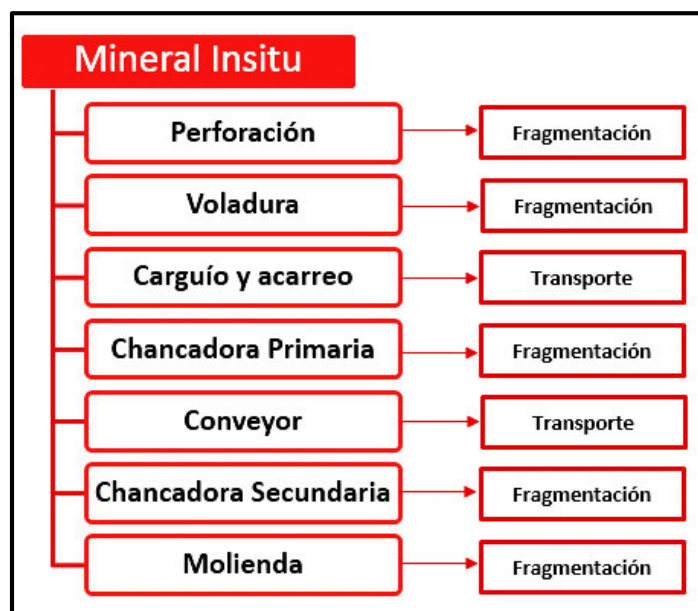 Mineral Insitu
Perforación
Fragmentación
Voladura
Fragmentación
Carguío y acarreo
Transporte
Chancadora Primaria
Fragmentación
Conveyor
Transporte
Chancadora Secundaria
Fragmentación
Molienda
Fragmentación